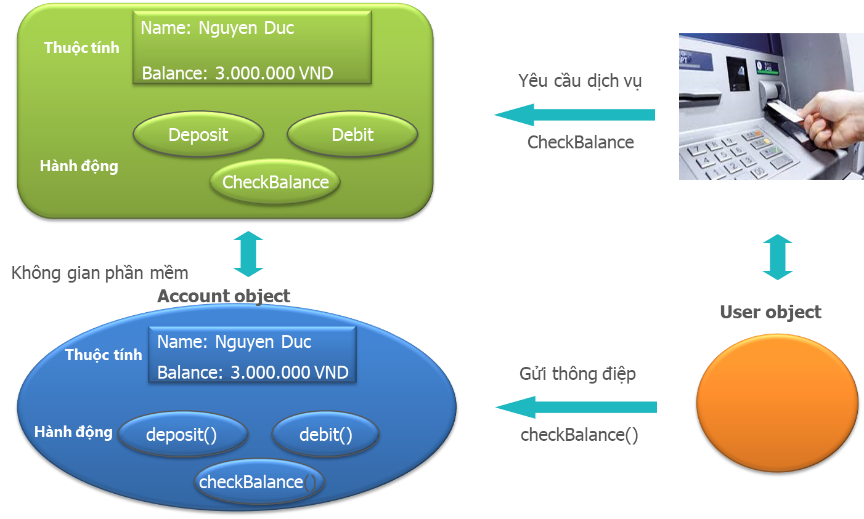 Thuộc tính
Name: Nguyen Duc
Balance: 3.000.000 VND
Deposit
Debit
Hành động
CheckBalance
Yêu cầu dịch vụ
CheckBalance
Không gian phần mềm
Account object
Thuộc tính
Name: Nguyen Duc
Balance: 3.000.000 VND
Hành động
deposit()
debit()
checkBalance()
User object
Gửi thông điệp
checkBalance()